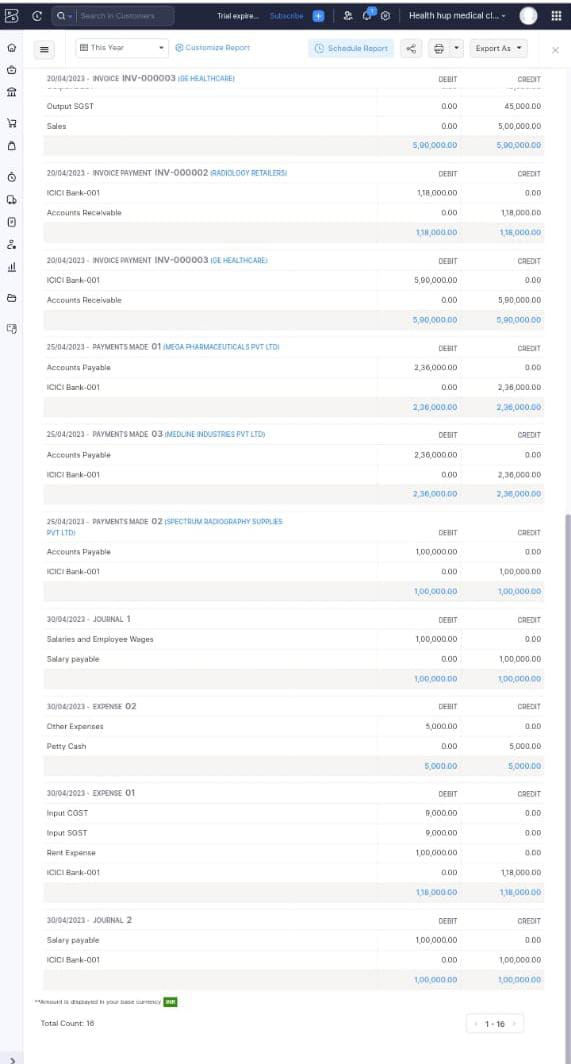 Search in Customers
Trial expire...
Subscribe
Health hup medical cl...
This Year
Customize Report
Schedule Report
Export As
20/04/2023 - INVOICE INV-000003 (GE HEALTHCARE) DEBIT CREDIT
Output SGST 0.00 45,000.00
Sales 0.00 5,00,000.00
5,90,000.00 5,90,000.00
20/04/2023 - INVOICE PAYMENT INV-000002 (RADIOLOGY RETAILERS) DEBIT CREDIT
ICICI Bank-001 1,18,000.00 0.00
Accounts Receivable 0.00 1,18,000.00
1,18,000.00 1,18,000.00
20/04/2023 - INVOICE PAYMENT INV-000003 (GE HEALTHCARE) DEBIT CREDIT
ICICI Bank-001 5,90,000.00 0.00
Accounts Receivable 0.00 5,90,000.00
5,90,000.00 5,90,000.00
25/04/2023 - PAYMENTS MADE 01 (MEGA PHARMACEUTICALS PVT LTD) DEBIT CREDIT
Accounts Payable 2,36,000.00 0.00
ICICI Bank-001 0.00 2,36,000.00
2,36,000.00 2,36,000.00
25/04/2023 - PAYMENTS MADE 03 (MEDLINE INDUSTRIES PVT LTD) DEBIT CREDIT
Accounts Payable 2,36,000.00 0.00
ICICI Bank-001 0.00 2,36,000.00
2,36,000.00 2,36,000.00
25/04/2023 - PAYMENTS MADE 02 (SPECTRUM RADIOGRAPHY SUPPLIES
PVT LTD) DEBIT CREDIT
Accounts Payable 1,00,000.00 0.00
ICICI Bank-001 0.00 1,00,000.00
1,00,000.00 1,00,000.00
30/04/2023 - JOURNAL 1 DEBIT CREDIT
Salaries and Employee Wages 1,00,000.00 0.00
Salary payable 0.00 1,00,000.00
1,00,000.00 1,00,000.00
30/04/2023 - EXPENSE 02 DEBIT CREDIT
Other Expenses 5,000.00 0.00
Petty Cash 0.00 5,000.00
5,000.00 5,000.00
30/04/2023 - EXPENSE 01 DEBIT CREDIT
Input CGST 9,000.00 0.00
Input SGST 9,000.00 0.00
Rent Expense 1,00,000.00 0.00
ICICI Bank-001 0.00 1,18,000.00
1,18,000.00 1,18,000.00
30/04/2023 - JOURNAL 2 DEBIT CREDIT
Salary payable 1,00,000.00 0.00
ICICI Bank-001 0.00 1,00,000.00
1,00,000.00 1,00,000.00
**Amount is displayed in your base currency INR
Total Count: 16
1 - 16